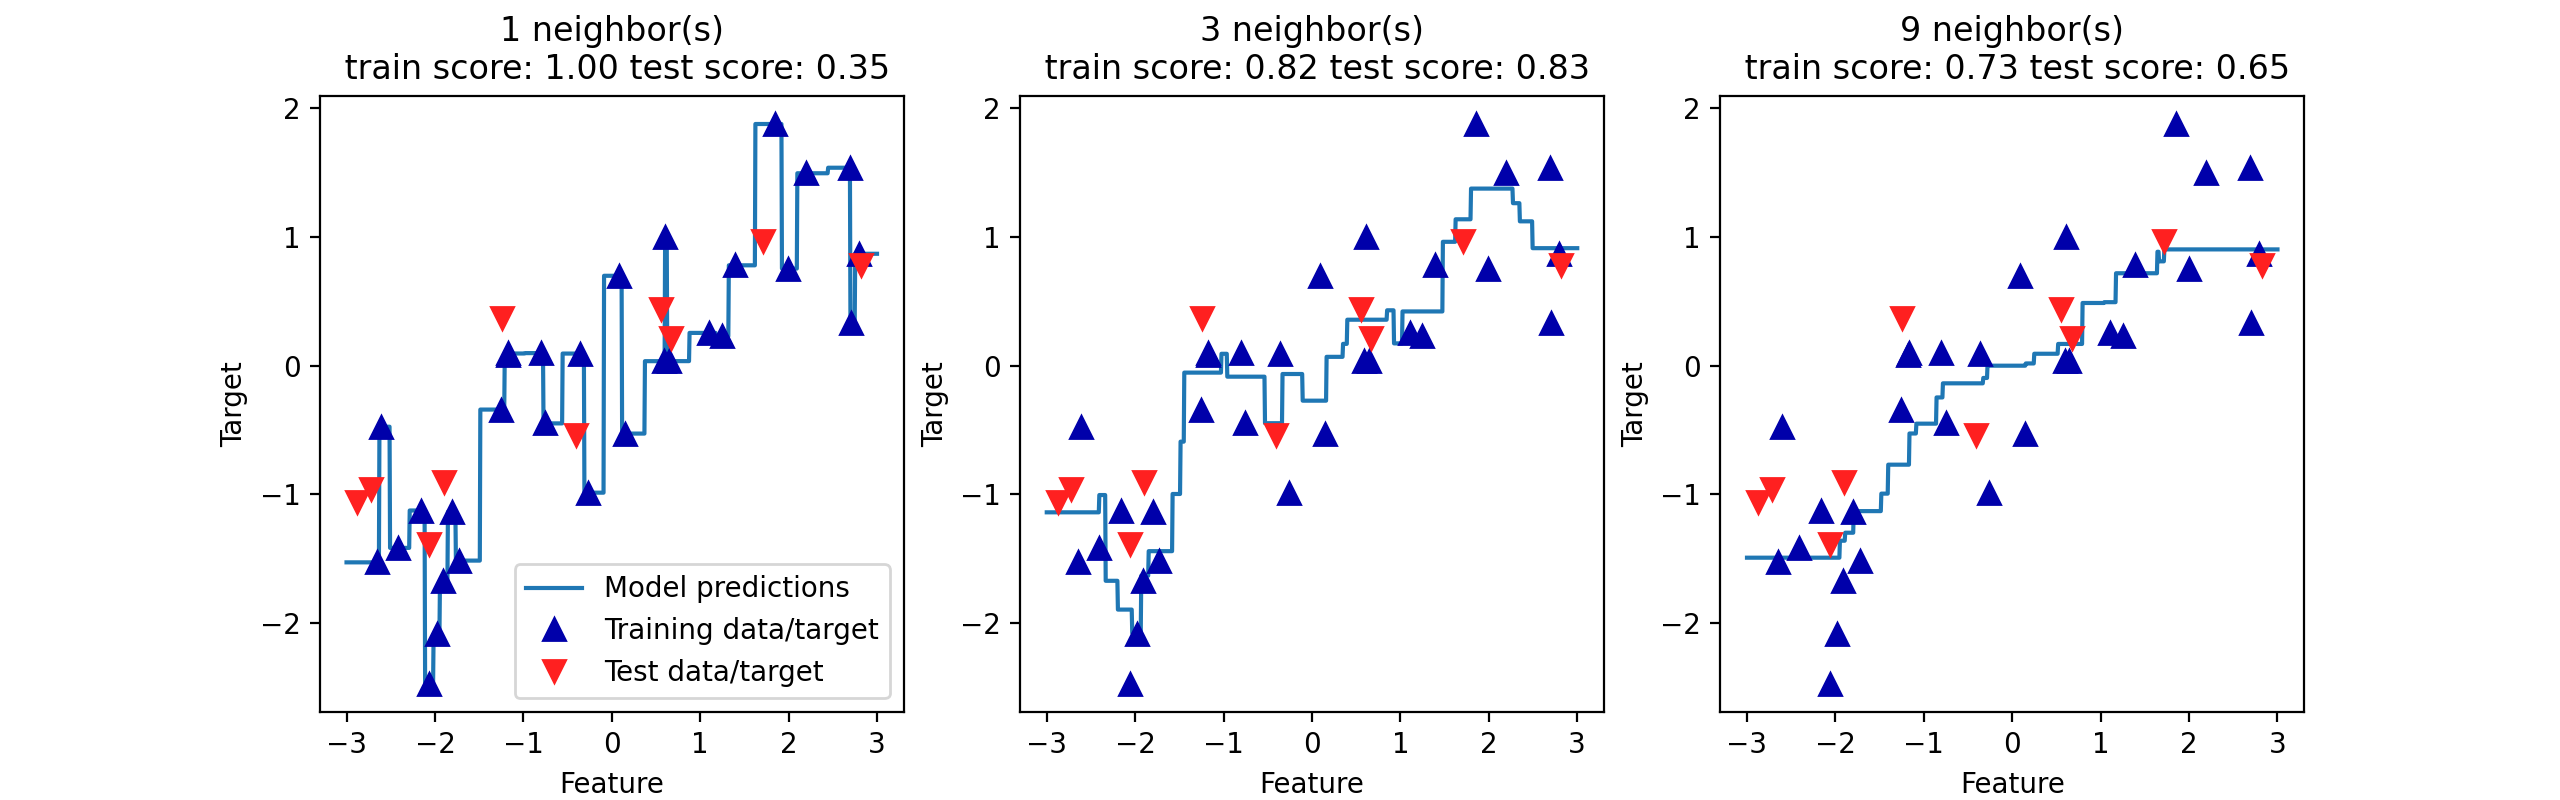 1 neighbor(s)
train score: 1.00 test score: 0.35
2
1
0
−1
−2
Target
Model predictions
Training data/target
Test data/target
−3 −2 −1 0 1 2 3
Feature
3 neighbor(s)
train score: 0.82 test score: 0.83
2
1
0
−1
−2
Target
−3 −2 −1 0 1 2 3
Feature
9 neighbor(s)
train score: 0.73 test score: 0.65
2
1
0
−1
−2
Target
−3 −2 −1 0 1 2 3
Feature